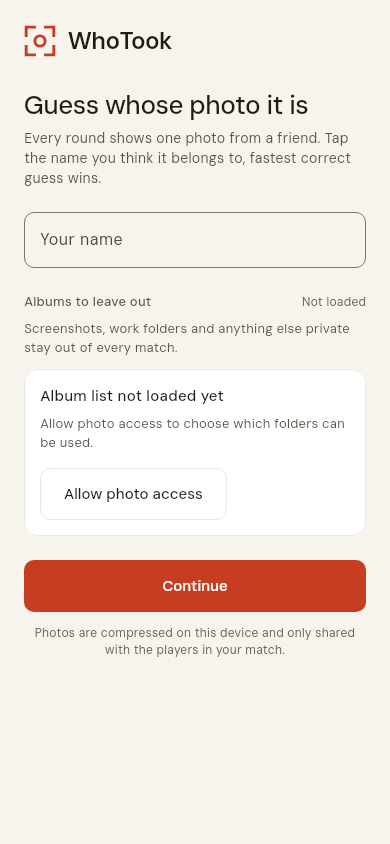 WhoTook
Guess whose photo it is
Every round shows one photo from a friend. Tap
the name you think it belongs to, fastest correct
guess wins.
Your name
Albums to leave out
Not loaded
Screenshots, work folders and anything else private
stay out of every match.
Album list not loaded yet
Allow photo access to choose which folders can
be used.
Allow photo access
Continue
Photos are compressed on this device and only shared
with the players in your match.